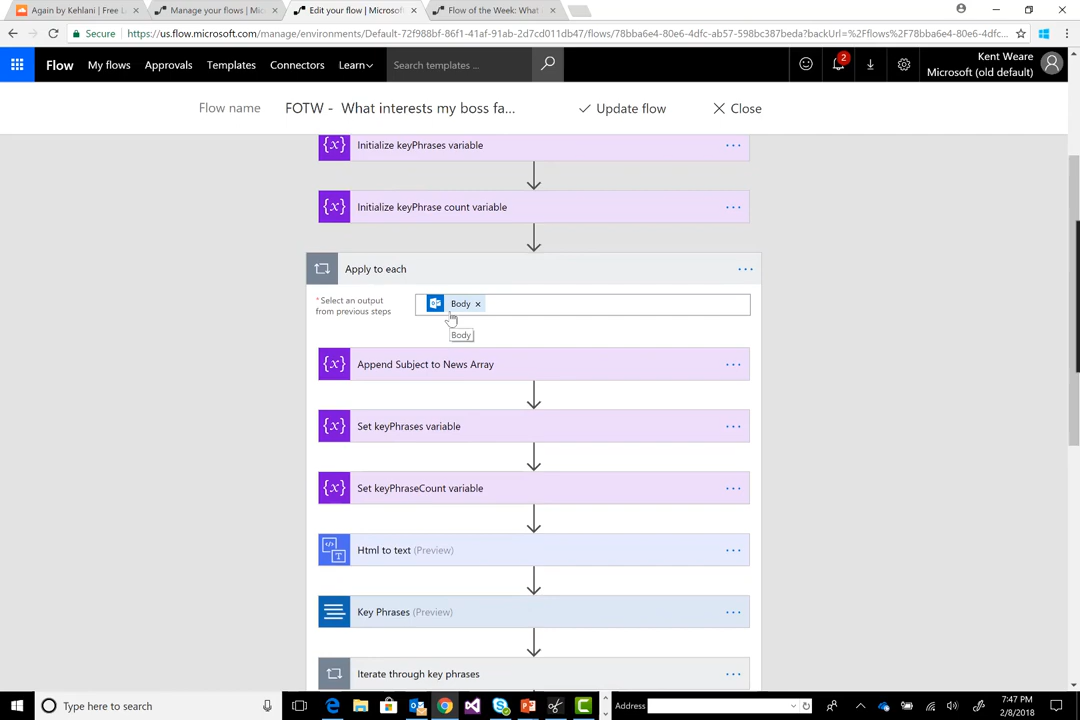 Again by Kehlani | Free L
Manage your flows | Mic
Edit your flow | Microsof
Flow of the Week: What i
Secure
https://us.flow.microsoft.com/manage/environments/Default-72f988bf-86f1-41af-91ab-2d7cd011db47/flows/78bba6e4-80e6-4dfc-ab57-598bc387beda?backUrl=%2Fflows%2F78bba6e4-80e6-4dfc...
Flow
My flows
Approvals
Templates
Connectors
Learn
Search templates ...
2
Kent Weare
Microsoft (old default)
Flow name
FOTW - What interests my boss fa...
Update flow
Close
{x} Initialize keyPhrases variable ...
{x} Initialize keyPhrase count variable ...
Apply to each ...
*Select an output
from previous steps
Body ×
Body
{x} Append Subject to News Array ...
{x} Set keyPhrases variable ...
{x} Set keyPhraseCount variable ...
Html to text (Preview) ...
Key Phrases (Preview) ...
Iterate through key phrases ...
Type here to search
Address
7:47 PM
2/8/2018